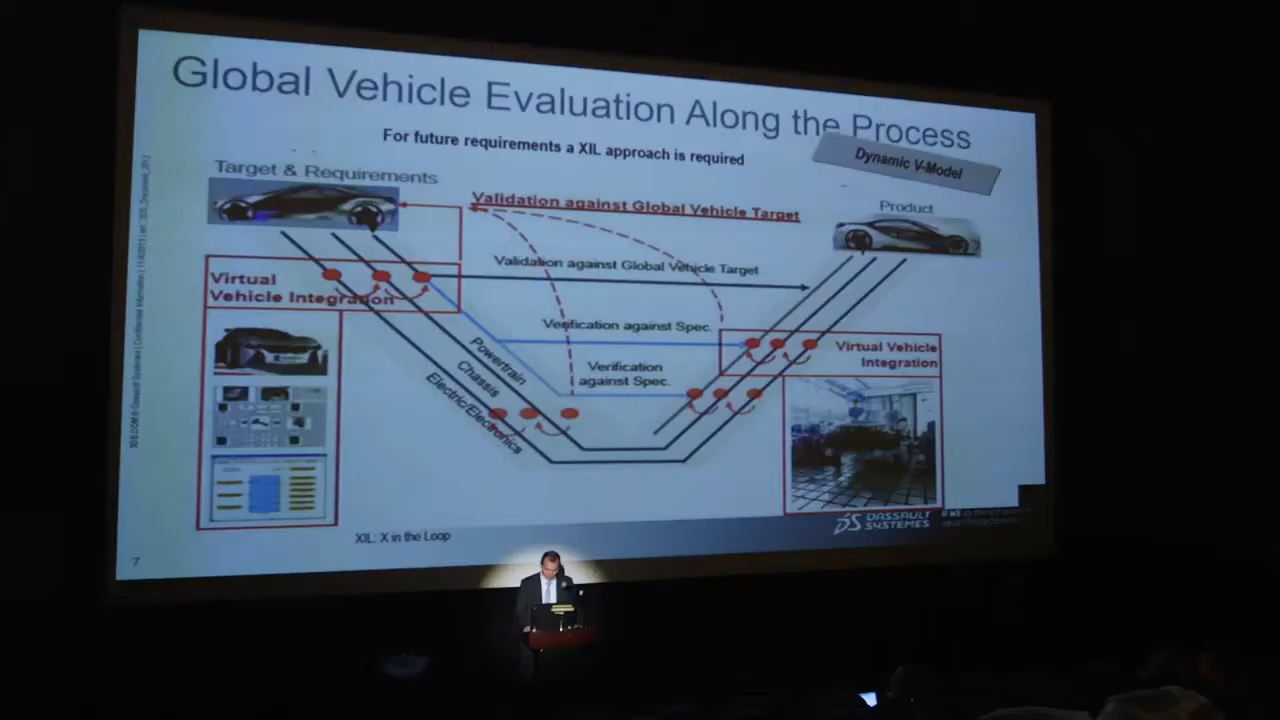 Global Vehicle Evaluation Along the Process
For future requirements a XIL approach is required
Dynamic V-Model
Target & Requirements
Validation against Global Vehicle Target
Product
Validation against Global Vehicle Target
Virtual
Vehicle Integration
Verification against Spec.
Virtual Vehicle
Integration
Verification
against Spec.
Powertrain
Chassis
Electric/Electronics
XIL: X in the Loop
DASSAULT
SYSTEMES
7